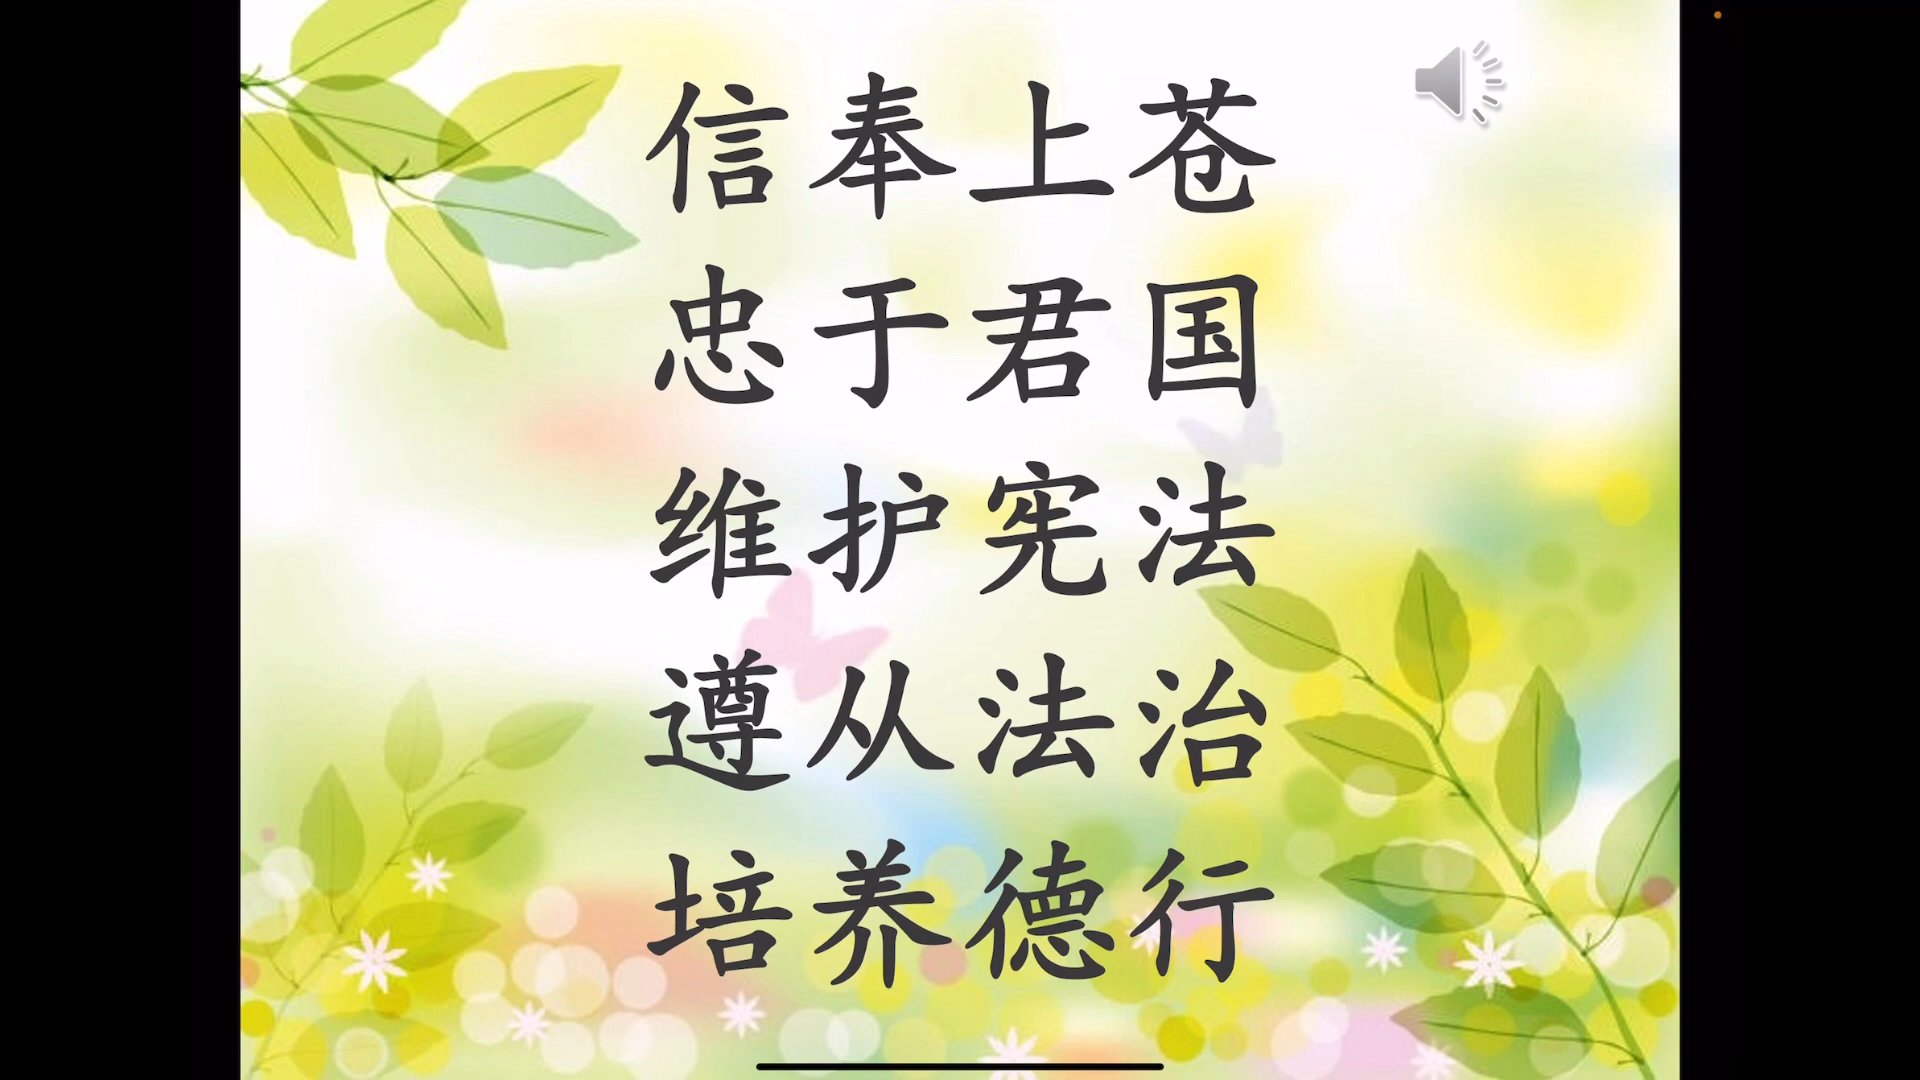 信奉上苍
忠于君国
维护宪法
遵从法治
培养德行